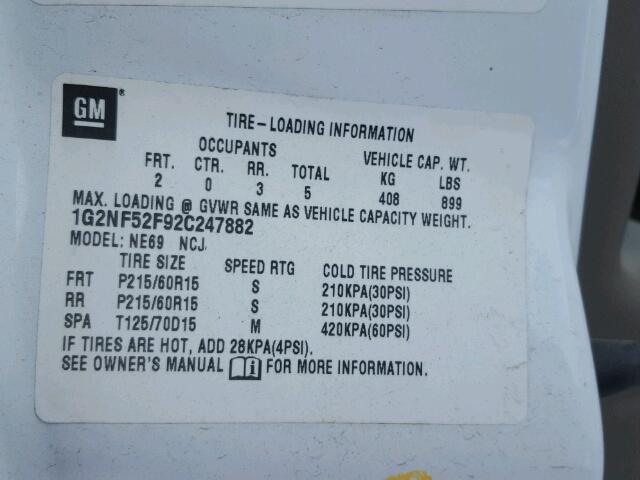 GM®
TIRE-LOADING INFORMATION
OCCUPANTS VEHICLE CAP. WT.
FRT. CTR. RR. TOTAL KG LBS
2 0 3 5 408 899
MAX. LOADING @ GVWR SAME AS VEHICLE CAPACITY WEIGHT.
1G2NF52F92C247882
MODEL: NE69 NCJ
TIRE SIZE SPEED RTG COLD TIRE PRESSURE
FRT P215/60R15 S 210KPA(30PSI)
RR P215/60R15 S 210KPA(30PSI)
SPA T125/70D15 M 420KPA(60PSI)
IF TIRES ARE HOT, ADD 28KPA(4PSI).
SEE OWNER'S MANUAL i FOR MORE INFORMATION.